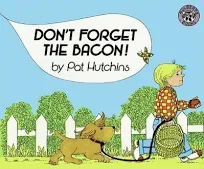 DON'T FORGET
THE BACON!
by Pat Hutchins